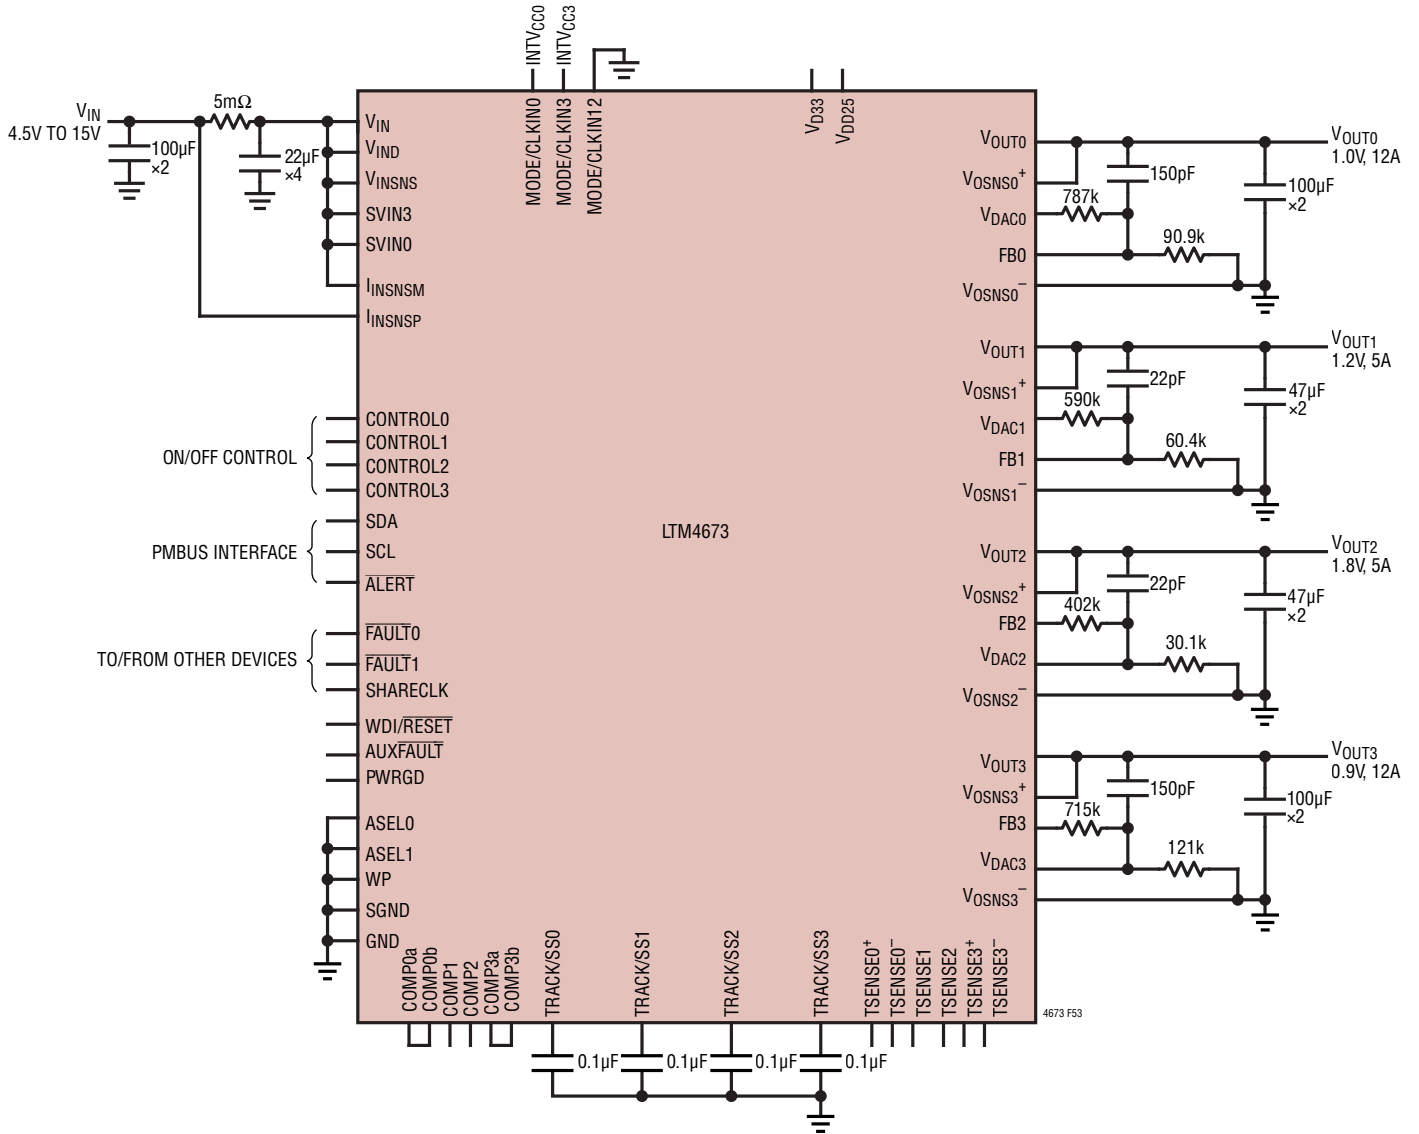 INTVCC0
INTVCC3
MODE/CLKIN0
MODE/CLKIN3
MODE/CLKIN12
VD33
VDD25
VIN
4.5V TO 15V
5mΩ
100µF
×2
22µF
×4
VIN
VIND
VINSNS
SVIN3
SVIN0
IINSNSM
IINSNSP
ON/OFF CONTROL
CONTROL0
CONTROL1
CONTROL2
CONTROL3
PMBUS INTERFACE
SDA
SCL
ALERT
TO/FROM OTHER DEVICES
FAULT0
FAULT1
SHARECLK
WDI/RESET
AUXFAULT
PWRGD
ASEL0
ASEL1
WP
SGND
GND
LTM4673
VOUT0
VOSNS0+
VDAC0
FB0
VOSNS0–
787k
150pF
90.9k
100µF
×2
VOUT0
1.0V, 12A
VOUT1
VOSNS1+
VDAC1
FB1
VOSNS1–
590k
22pF
60.4k
47µF
×2
VOUT1
1.2V, 5A
VOUT2
VOSNS2+
FB2
VDAC2
VOSNS2–
402k
22pF
30.1k
47µF
×2
VOUT2
1.8V, 5A
VOUT3
VOSNS3+
FB3
VDAC3
VOSNS3–
715k
150pF
121k
100µF
×2
VOUT3
0.9V, 12A
COMP0a
COMP0b
COMP1
COMP2
COMP3a
COMP3b
TRACK/SS0
TRACK/SS1
TRACK/SS2
TRACK/SS3
TSENSE0+
TSENSE0–
TSENSE1
TSENSE2
TSENSE3+
TSENSE3–
4673 F53
0.1µF
0.1µF
0.1µF
0.1µF